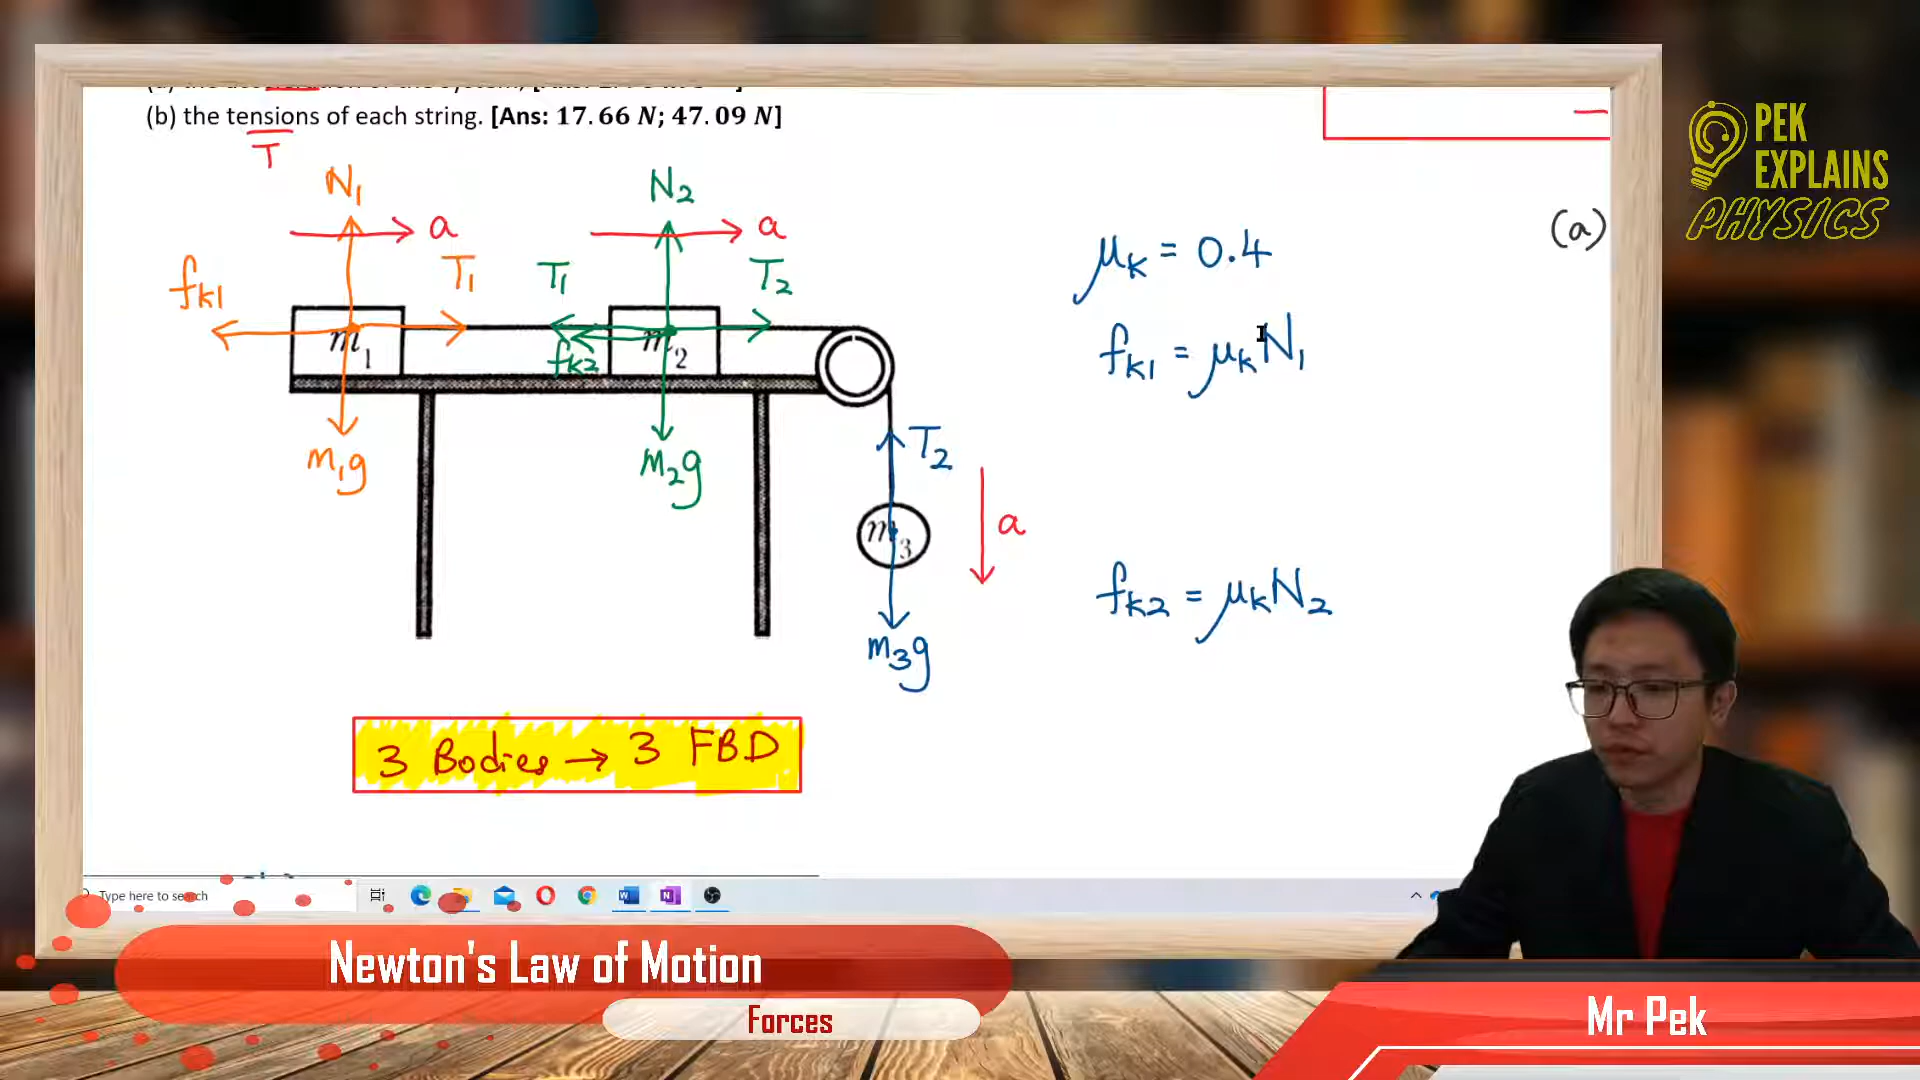 (b) the tensions of each string. [Ans: 17.66 N; 47.09 N]
T
N₁
N₂
a
a
fk1
T₁
T₁
T₂
m₁
fk2
m₂
m₁g
m₂g
T₂
m₃
a
m₃g
3 Bodies → 3 FBD
μk = 0.4
fk1 = μkN₁
fk2 = μkN₂
(a)
PEK
EXPLAINS
PHYSICS
Type here to search
Newton's Law of Motion
Forces
Mr Pek